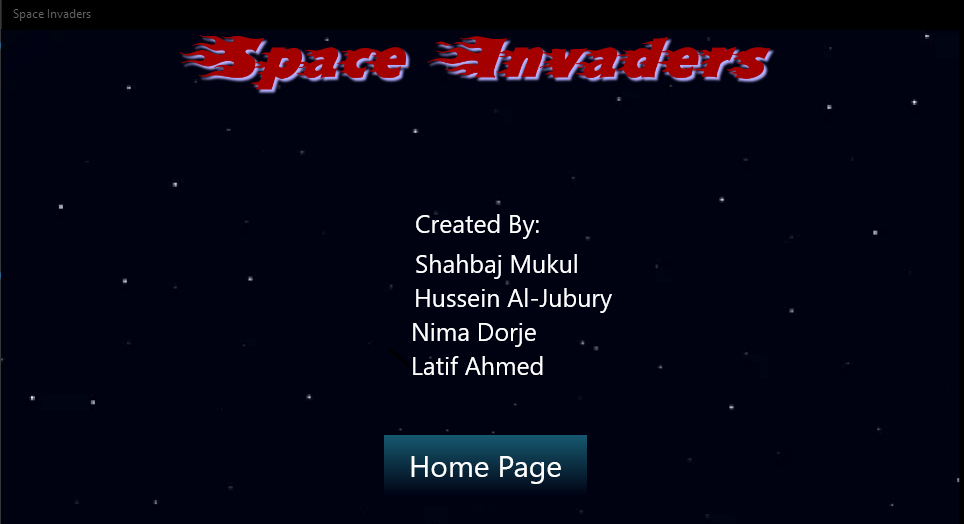 Space Invaders
Space Invaders
Created By:
Shahbaj Mukul
Hussein Al-Jubury
Nima Dorje
Latif Ahmed
Home Page